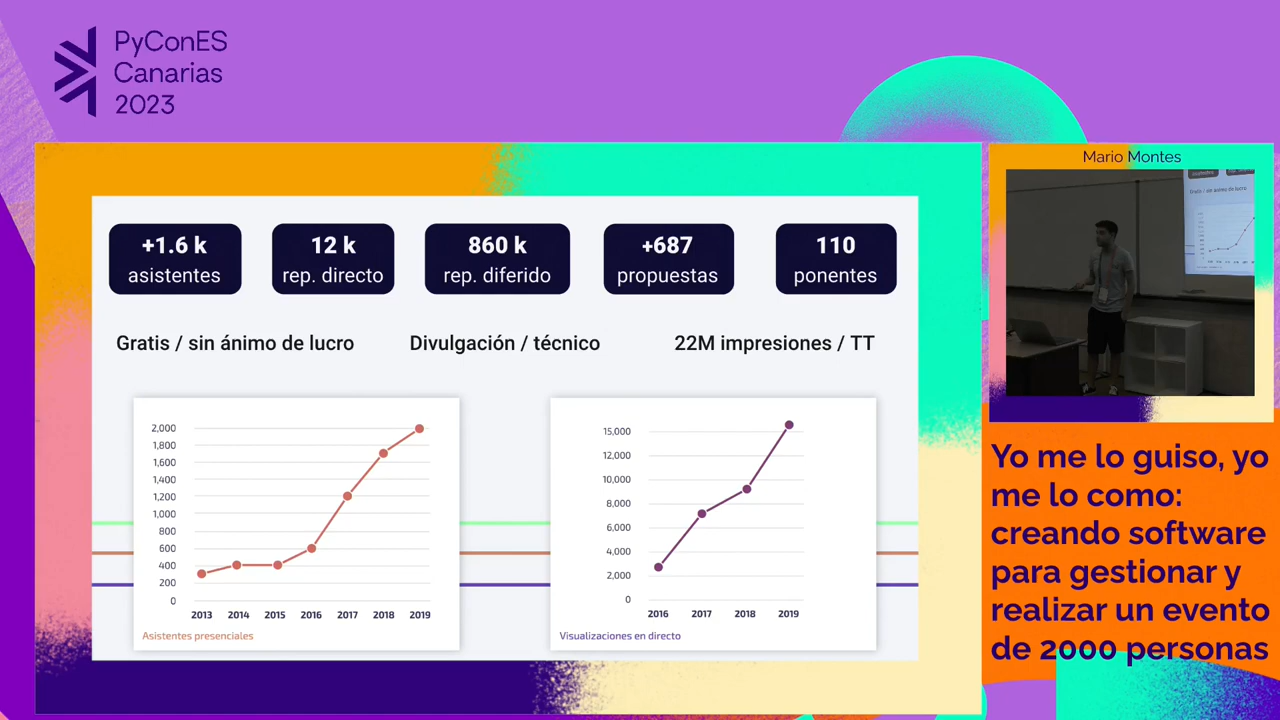 PyConES
Canarias
2023
+1.6 k
asistentes
12 k
rep. directo
860 k
rep. diferido
+687
propuestas
110
ponentes
Gratis / sin ánimo de lucro
Divulgación / técnico
22M impresiones / TT
2,000
1,800
1,600
1,400
1,200
1,000
800
600
400
200
0
2013 2014 2015 2016 2017 2018 2019
Asistentes presenciales
15,000
12,000
10,000
8,000
6,000
4,000
2,000
0
2016 2017 2018 2019
Visualizaciones en directo
Mario Montes
Yo me lo guiso, yo
me lo como:
creando software
para gestionar y
realizar un evento
de 2000 personas